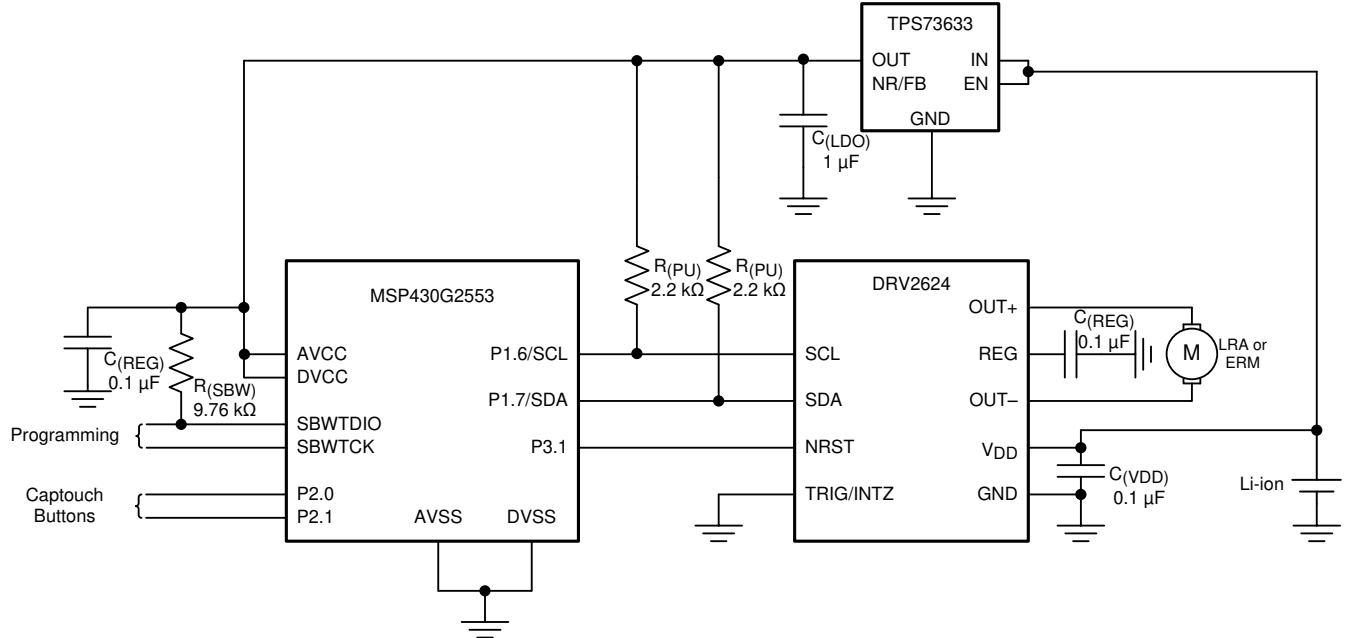 TPS73633
OUT
IN
NR/FB
EN
GND
C(LDO)
1 µF
R(PU)
2.2 kΩ
R(PU)
2.2 kΩ
MSP430G2553
DRV2624
OUT+
C(REG)
0.1 µF
C(REG)
0.1 µF
R(SBW)
9.76 kΩ
AVCC
DVCC
P1.6/SCL
SCL
REG
M
LRA or
ERM
P1.7/SDA
SDA
OUT–
Programming
SBWTDIO
SBWTCK
P3.1
NRST
VDD
C(VDD)
0.1 µF
Li-ion
Captouch
Buttons
P2.0
P2.1
AVSS
DVSS
TRIG/INTZ
GND